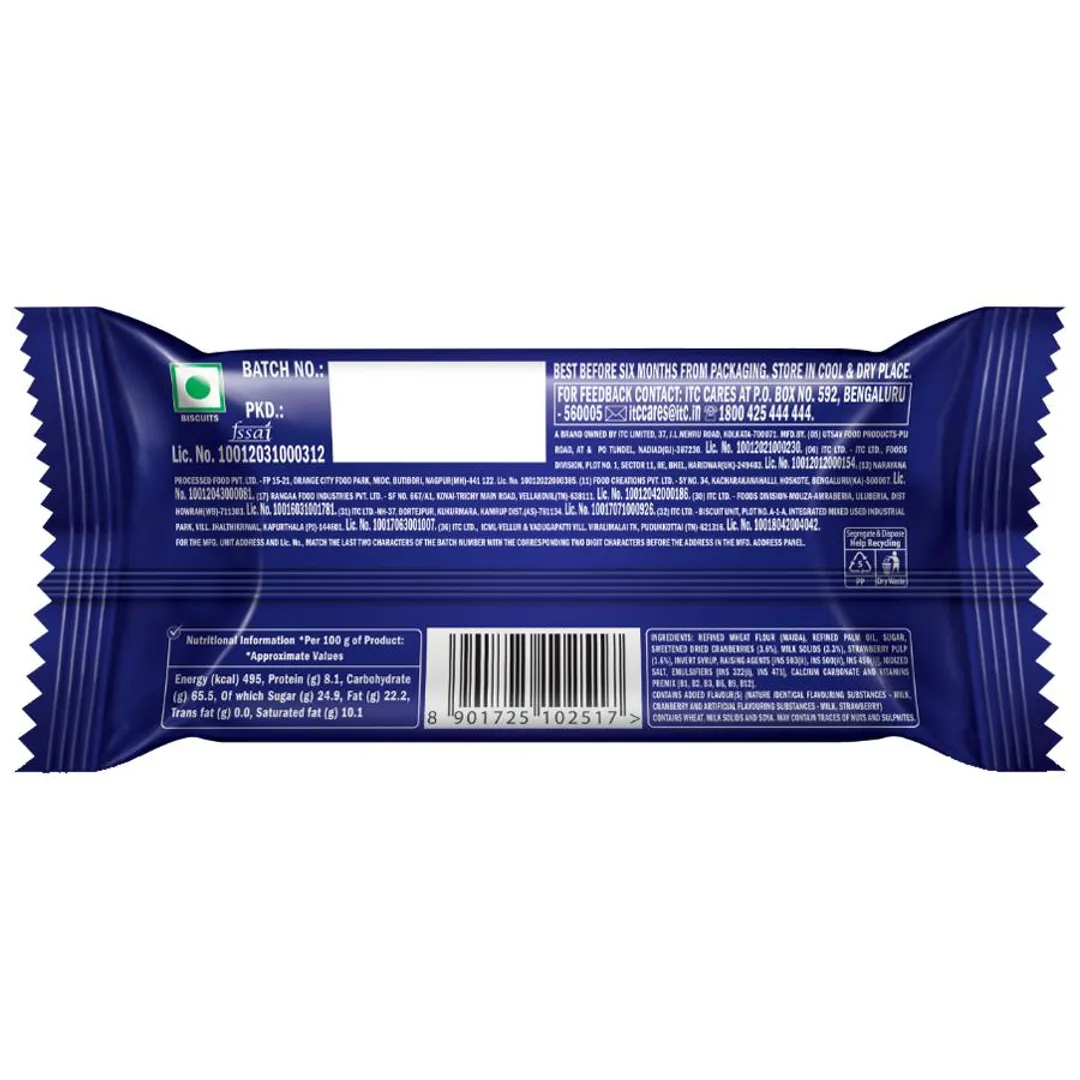 BATCH NO.:
PKD.:
BISCUITS
fssai
Lic. No. 10012031000312
BEST BEFORE SIX MONTHS FROM PACKAGING. STORE IN COOL & DRY PLACE.
FOR FEEDBACK CONTACT: ITC CARES AT P.O. BOX NO. 592, BENGALURU
- 560005 itccares@itc.in 1800 425 444 444.
A BRAND OWNED BY ITC LIMITED, 37, J.L.NEHRU ROAD, KOLKATA-700071. MFD.BY. (05) UTSAV FOOD PRODUCTS-PU
ROAD, AT & PO TUNDEL, NADIAD(GJ)-387230. Lic. No. 10012021000230. (06) ITC LTD. - ITC LTD., FOODS
DIVISION, PLOT NO. 1, SECTOR 11, IIE, BHEL, HARIDWAR(UK)-249403. Lic. No. 10012012000154. (13) NARAYANA
PROCESSED FOOD PVT. LTD. - FP 15-21, ORANGE CITY FOOD PARK, MIDC, BUTIBORI, NAGPUR(MH)-441 122. Lic. No. 10012022000385. (11) FOOD CREATIONS PVT. LTD. - SY NO. 34, KACHARAKANAHALLI, HOSKOTE, BENGALURU(KA)-560067. Lic.
No. 10012043000081. (17) RANGAA FOOD INDUSTRIES PVT. LTD. - SF NO. 667/A1, KOVAI-TRICHY MAIN ROAD, VELLAKOVIL(TN)-638111. Lic. No. 10012042000186. (30) ITC LTD. - FOODS DIVISION-MOUZA-AMRABERIA, ULUBERIA, DIST
HOWRAH(WB)-711303. Lic. No. 10016031001781. (31) ITC LTD.-NH-37, BORTEJPUR, KUKURMARA, KAMRUP DIST.(AS)-781134. Lic. No. 10017071000926. (32) ITC LTD. - BISCUIT UNIT, PLOT NO. A-1-A, INTEGRATED MIXED USED INDUSTRIAL
PARK, VILL. JHALTHIKRIWAL, KAPURTHALA (PJ)-144601. Lic. No. 10017063001007. (36) ITC LTD., ICML-VELLUR & VADUGAPATTI VILL. VIRALIMALAI TK, PUDUKKOTTAI (TN)-621316. Lic. No. 10018042004042.
FOR THE MFG. UNIT ADDRESS AND Lic. No., MATCH THE LAST TWO CHARACTERS OF THE BATCH NUMBER WITH THE CORRESPONDING TWO DIGIT CHARACTERS BEFORE THE ADDRESS IN THE MFD. ADDRESS PANEL.
Segregate & Dispose
Help Recycling
5
PP
Dry Waste
Nutritional Information *Per 100 g of Product:
*Approximate Values
Energy (kcal) 495, Protein (g) 8.1, Carbohydrate
(g) 65.5, Of which Sugar (g) 24.9, Fat (g) 22.2,
Trans fat (g) 0.0, Saturated fat (g) 10.1
8 901725 102517 >
INGREDIENTS: REFINED WHEAT FLOUR (MAIDA), REFINED PALM OIL, SUGAR,
SWEETENED DRIED CRANBERRIES (3.6%), MILK SOLIDS (3.3%), STRAWBERRY PULP
(1.6%), INVERT SYRUP, RAISING AGENTS [INS 503(ii), INS 500(ii), INS 450(i)], IODIZED
SALT, EMULSIFIERS [INS 322(i), INS 471], CALCIUM CARBONATE AND VITAMINS
PREMIX (B1, B2, B3, B6, B9, B12).
CONTAINS ADDED FLAVOUR(S) (NATURE IDENTICAL FLAVOURING SUBSTANCES - MILK,
CRANBERRY AND ARTIFICIAL FLAVOURING SUBSTANCES - MILK, STRAWBERRY)
CONTAINS WHEAT, MILK SOLIDS AND SOYA. MAY CONTAIN TRACES OF NUTS AND SULPHITES.